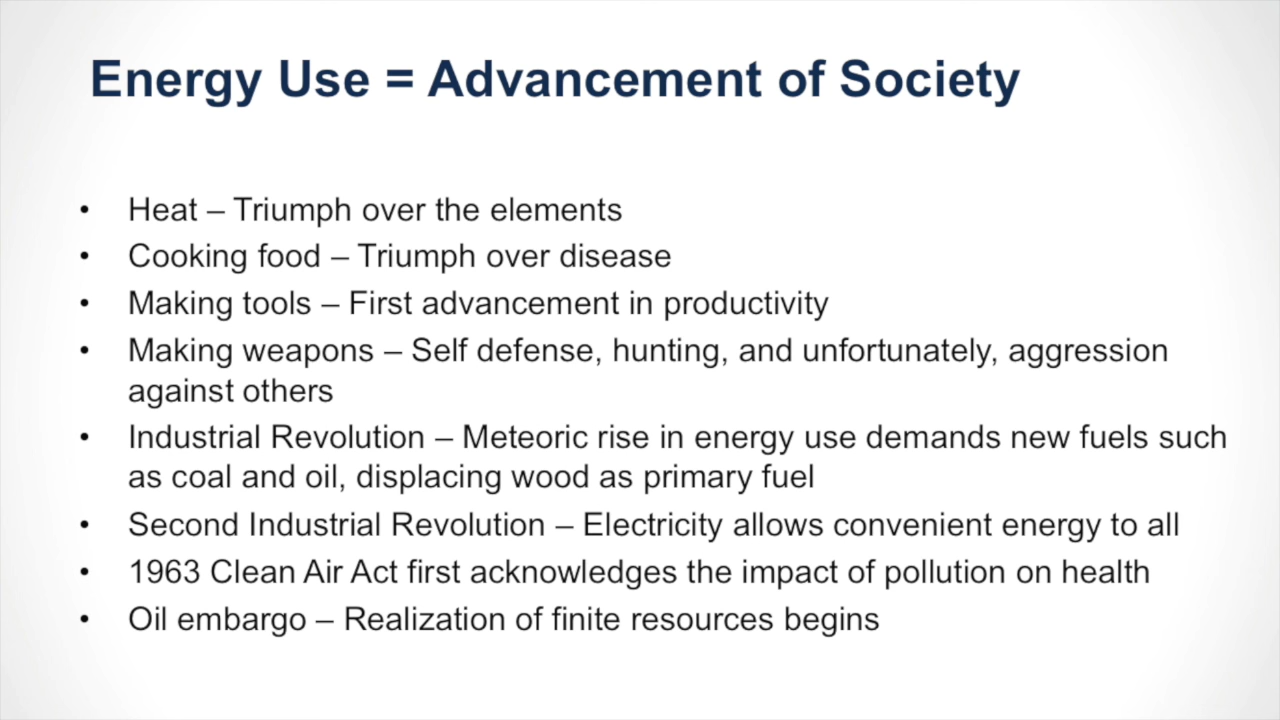 Energy Use = Advancement of Society
• Heat – Triumph over the elements
• Cooking food – Triumph over disease
• Making tools – First advancement in productivity
• Making weapons – Self defense, hunting, and unfortunately, aggression
against others
• Industrial Revolution – Meteoric rise in energy use demands new fuels such
as coal and oil, displacing wood as primary fuel
• Second Industrial Revolution – Electricity allows convenient energy to all
• 1963 Clean Air Act first acknowledges the impact of pollution on health
• Oil embargo – Realization of finite resources begins